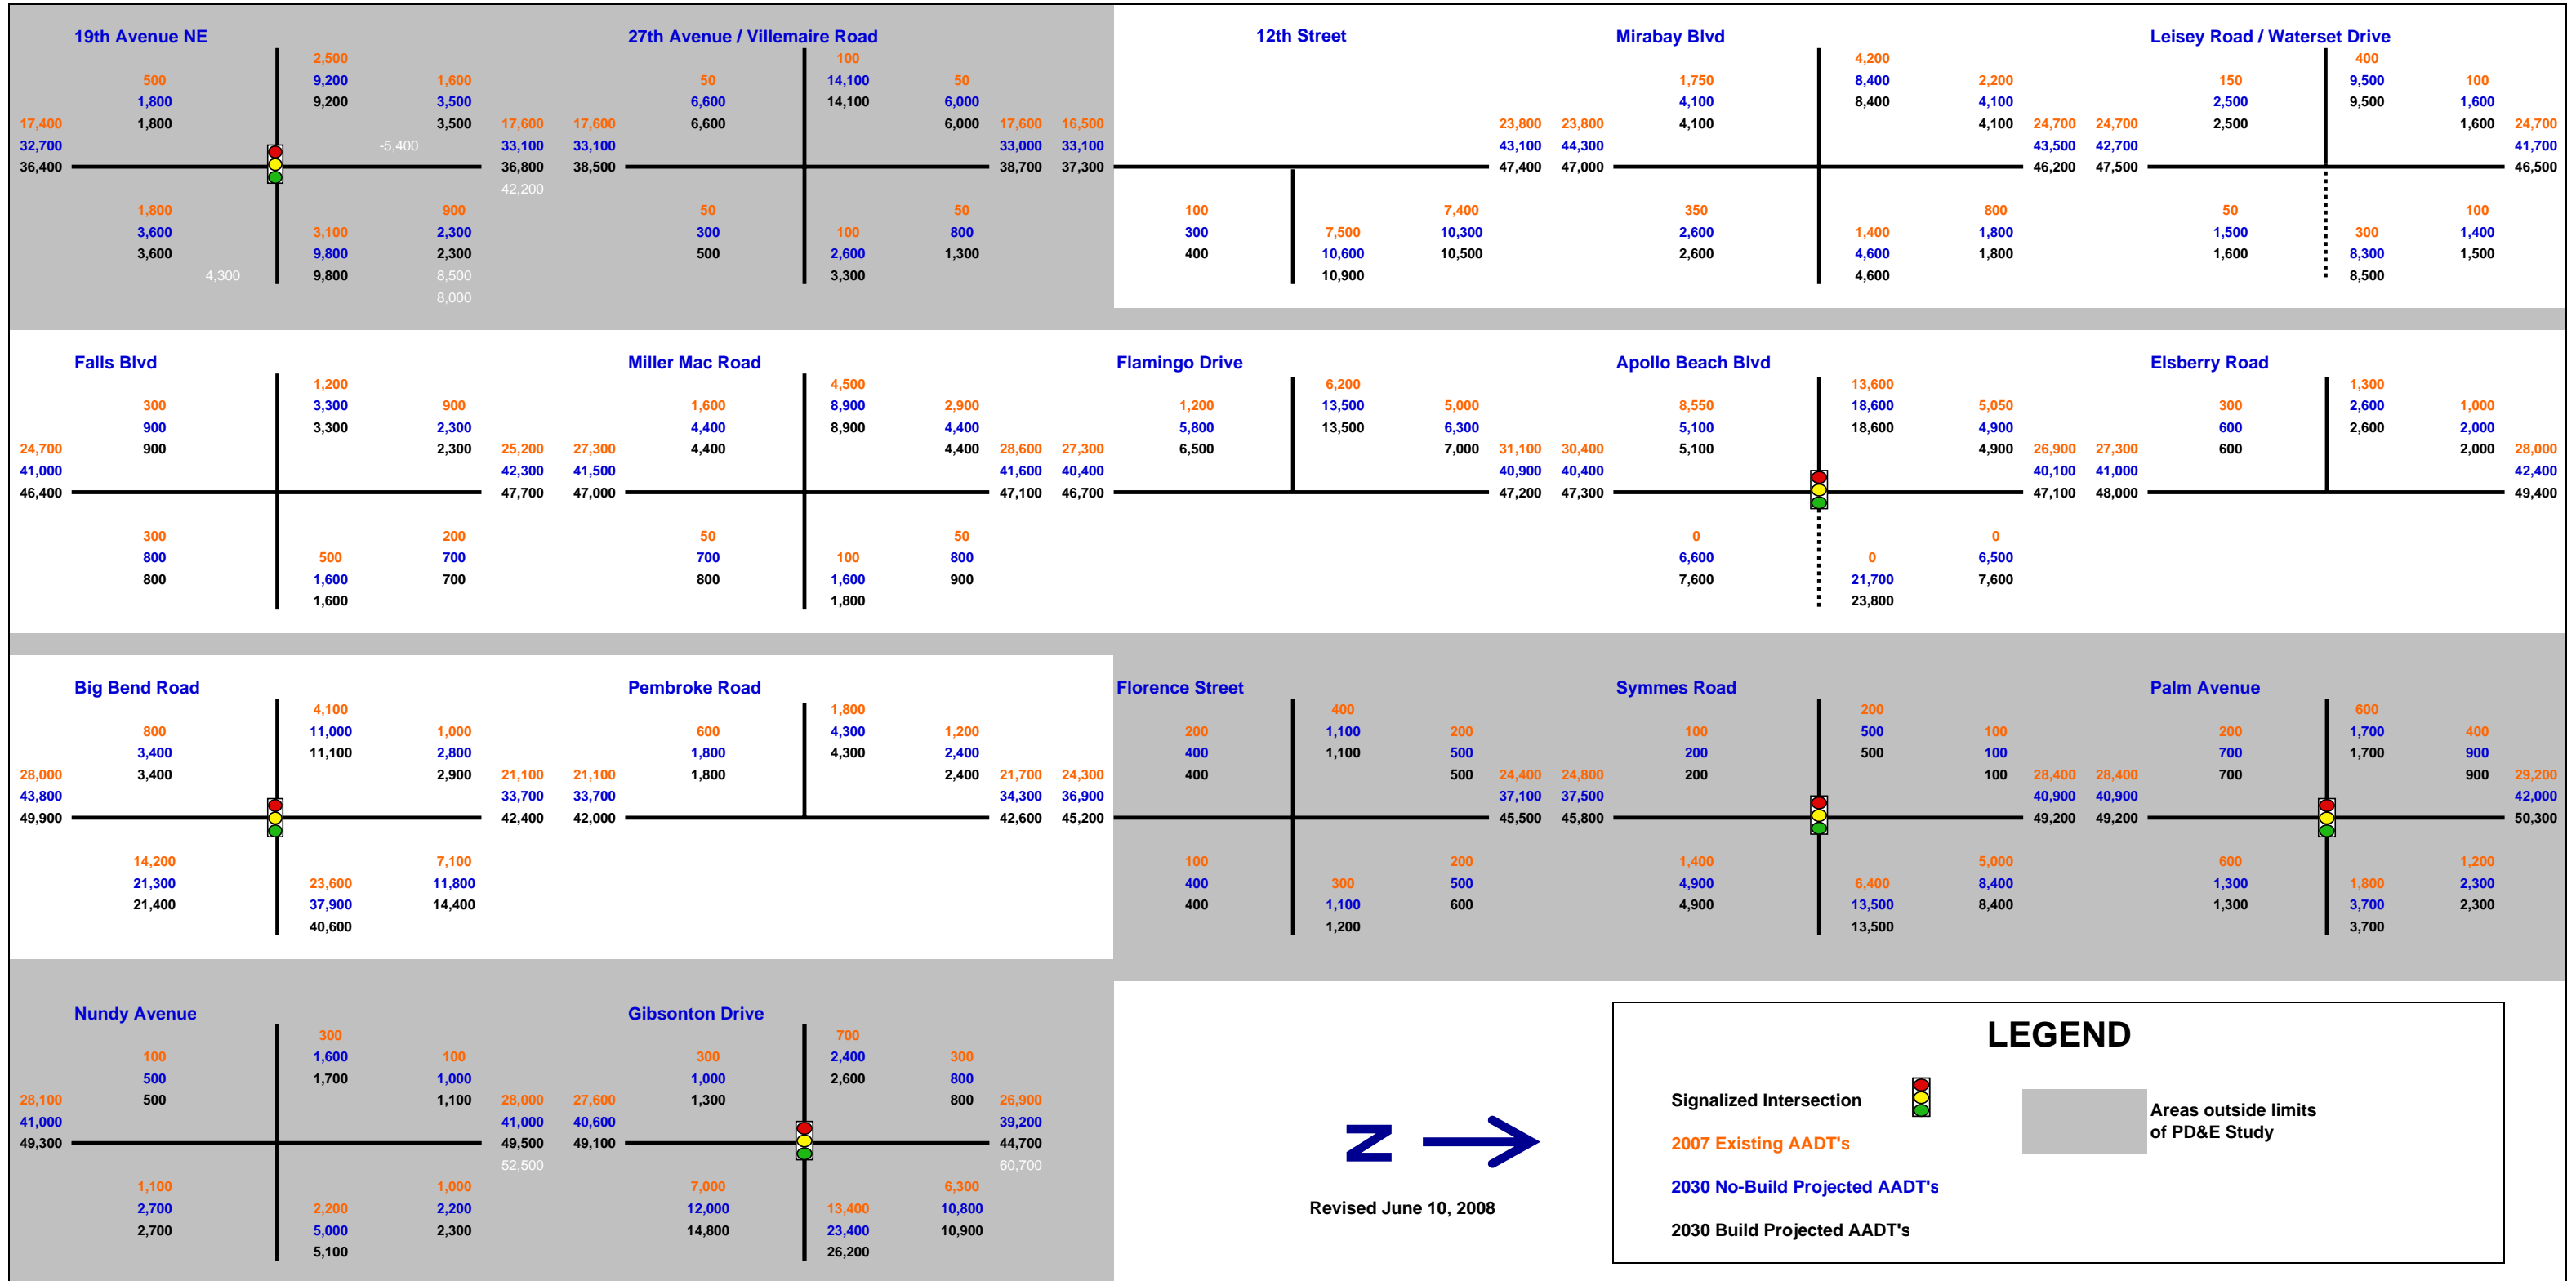 19th Avenue NE
2,500
500 9,200 1,600
1,800 9,200 3,500
17,400 1,800 3,500 17,600
32,700 -5,400 33,100
36,400 36,800
42,200
1,800 900
3,600 3,100 2,300
3,600 9,800 2,300
4,300 9,800 8,500
8,000
27th Avenue / Villemaire Road
100
50 14,100 50
6,600 14,100 6,000
17,600 6,600 6,000 17,600
33,100 33,000
38,500 38,700
50 50
300 100 800
500 2,600 1,300
3,300
12th Street
16,500 23,800
33,100 43,100
37,300 47,400
100 7,400
300 7,500 10,300
400 10,600 10,500
10,900
Mirabay Blvd
4,200
1,750 8,400 2,200
4,100 8,400 4,100
23,800 4,100 4,100 24,700
44,300 43,500
47,000 46,200
350 800
2,600 1,400 1,800
2,600 4,600 1,800
4,600
Leisey Road / Waterset Drive
400
150 9,500 100
2,500 9,500 1,600
24,700 2,500 1,600 24,700
42,700 41,700
47,500 46,500
50 100
1,500 300 1,400
1,600 8,300 1,500
8,500
Falls Blvd
1,200
300 3,300 900
900 3,300 2,300
24,700 900 2,300 25,200
41,000 42,300
46,400 47,700
300 200
800 500 700
800 1,600 700
1,600
Miller Mac Road
4,500
1,600 8,900 2,900
4,400 8,900 4,400
27,300 4,400 4,400 28,600
41,500 41,600
47,000 47,100
50 50
700 100 800
800 1,600 900
1,800
Flamingo Drive
6,200
1,200 13,500 5,000
5,800 13,500 6,300
27,300 6,500 7,000 31,100
40,400 40,900
46,700 47,200
Apollo Beach Blvd
13,600
8,550 18,600 5,050
5,100 18,600 4,900
30,400 5,100 4,900 26,900
40,400 40,100
47,300 47,100
0 0
6,600 0 6,500
7,600 21,700 7,600
23,800
Elsberry Road
1,300
300 2,600 1,000
600 2,600 2,000
27,300 600 2,000 28,000
41,000 42,400
48,000 49,400
Big Bend Road
4,100
800 11,000 1,000
3,400 11,100 2,800
28,000 3,400 2,900 21,100
43,800 33,700
49,900 42,400
14,200 7,100
21,300 23,600 11,800
21,400 37,900 14,400
40,600
Pembroke Road
1,800
600 4,300 1,200
1,800 4,300 2,400
21,100 1,800 2,400 21,700
33,700 34,300
42,000 42,600
Florence Street
400
200 1,100 200
400 1,100 500
24,300 400 500 24,400
36,900 37,100
45,200 45,500
100 200
400 300 500
400 1,100 600
1,200
Symmes Road
200
100 500 100
200 500 100
24,800 200 100 28,400
37,500 40,900
45,800 49,200
1,400 5,000
4,900 6,400 8,400
4,900 13,500 8,400
13,500
Palm Avenue
600
200 1,700 400
700 1,700 900
28,400 700 900 29,200
40,900 42,000
49,200 50,300
600 1,200
1,300 1,800 2,300
1,300 3,700 2,300
3,700
Nundy Avenue
300
100 1,600 100
500 1,700 1,000
28,100 500 1,100 28,000
41,000 41,000
49,300 49,500
52,500
1,100 1,000
2,700 2,200 2,200
2,700 5,000 2,300
5,100
Gibsonton Drive
700
300 2,400 300
1,000 2,600 800
27,600 1,300 800 26,900
40,600 39,200
49,100 44,700
60,700
7,000 6,300
12,000 13,400 10,800
14,800 23,400 10,900
26,200
N
Revised June 10, 2008
LEGEND
Signalized Intersection
2007 Existing AADT's
2030 No-Build Projected AADT's
2030 Build Projected AADT's
Areas outside limits
of PD&E Study